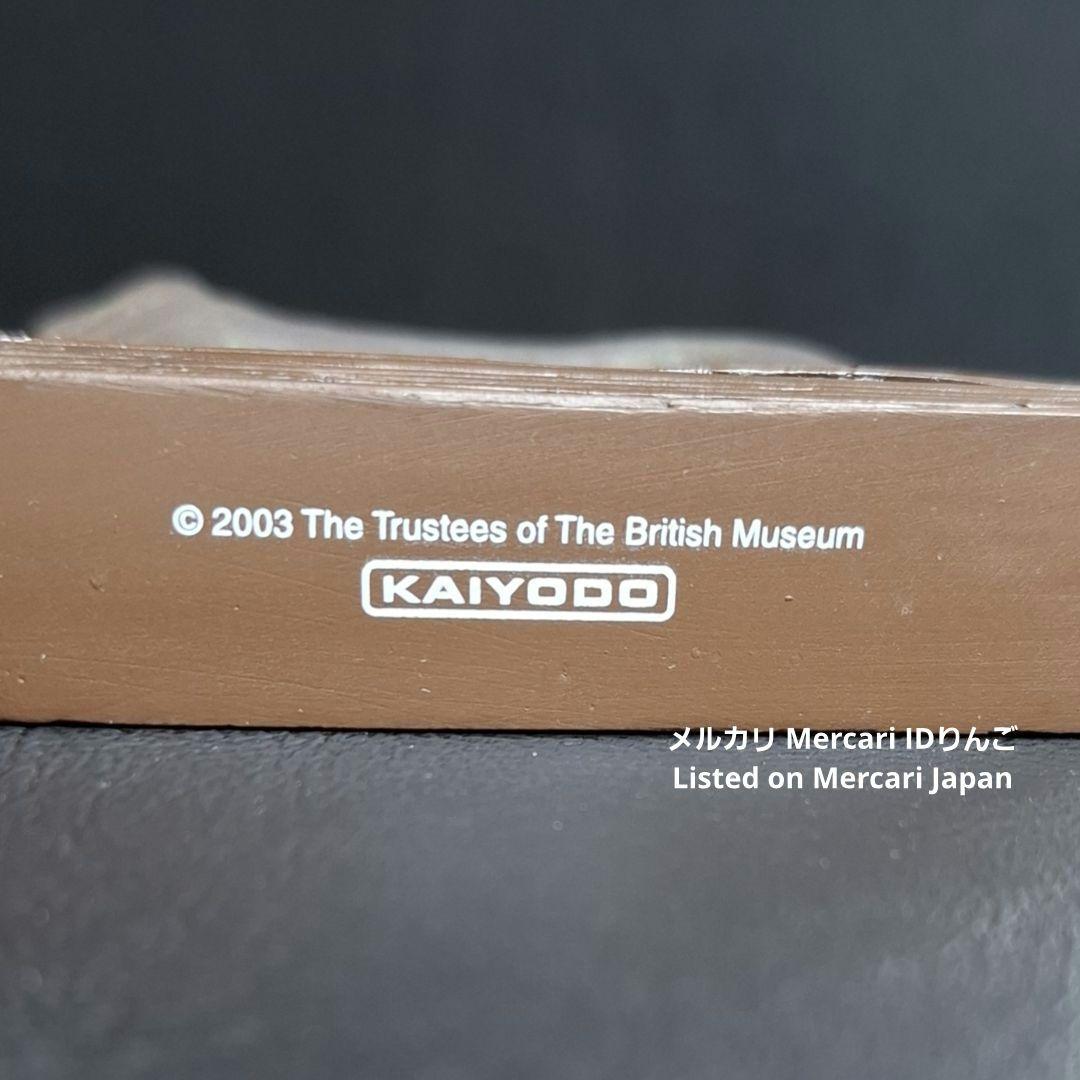 © 2003 The Trustees of The British Museum
KAIYODO
メルカリ Mercari IDりんご
Listed on Mercari Japan